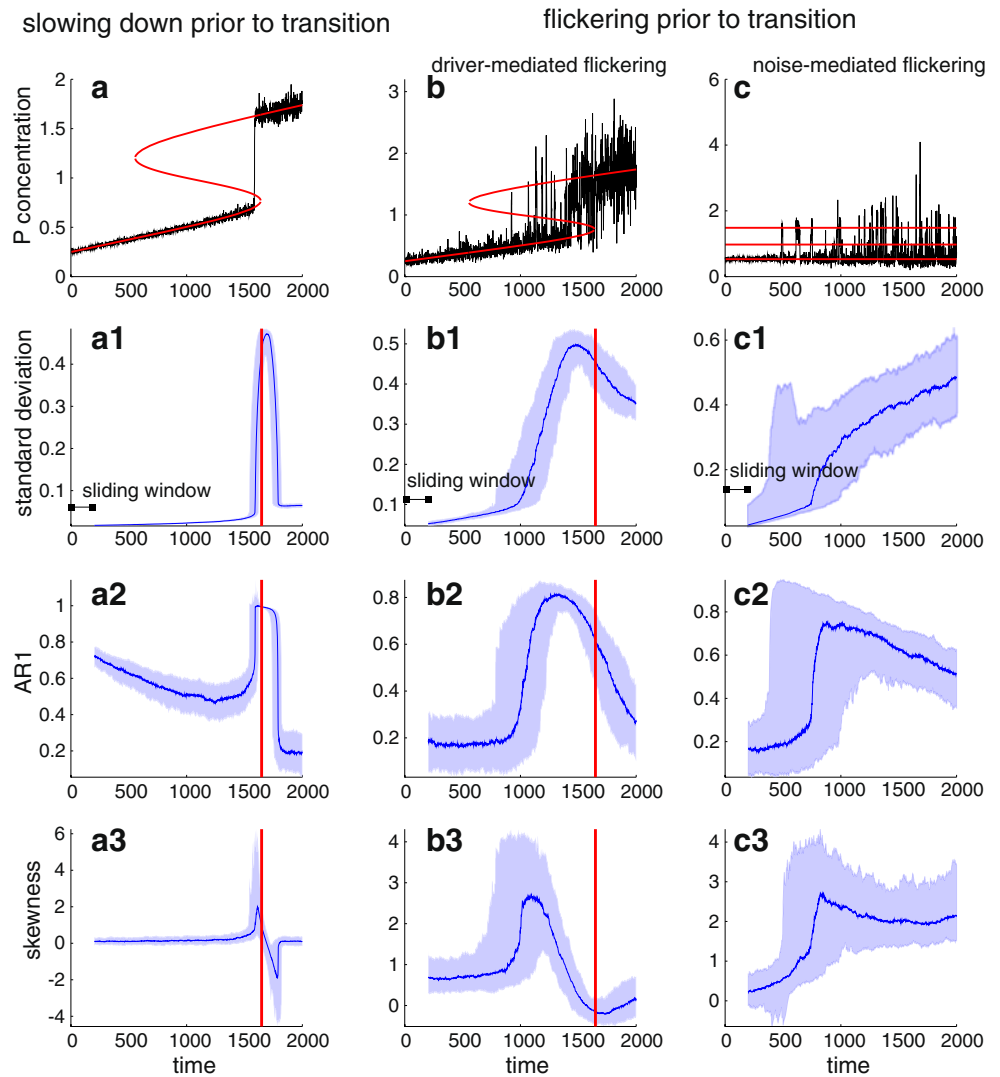 slowing down prior to transition
flickering prior to transition
driver-mediated flickering
noise-mediated flickering
a
b
c
P concentration
2
1.5
1
0.5
0
3
2
1
0
6
4
2
0
0 500 1000 1500 2000
0 500 1000 1500 2000
0 500 1000 1500 2000
a1
b1
c1
standard deviation
0.4
0.3
0.2
0.1
0.5
0.4
0.3
0.2
0.1
0.6
0.4
0.2
sliding window
sliding window
sliding window
0 500 1000 1500 2000
0 500 1000 1500 2000
0 500 1000 1500 2000
a2
b2
c2
AR1
1
0.8
0.6
0.4
0.2
0.8
0.6
0.4
0.2
0.8
0.6
0.4
0.2
0 500 1000 1500 2000
0 500 1000 1500 2000
0 500 1000 1500 2000
a3
b3
c3
skewness
6
4
2
0
-2
-4
4
3
2
1
0
4
3
2
1
0
0 500 1000 1500 2000
0 500 1000 1500 2000
0 500 1000 1500 2000
time
time
time